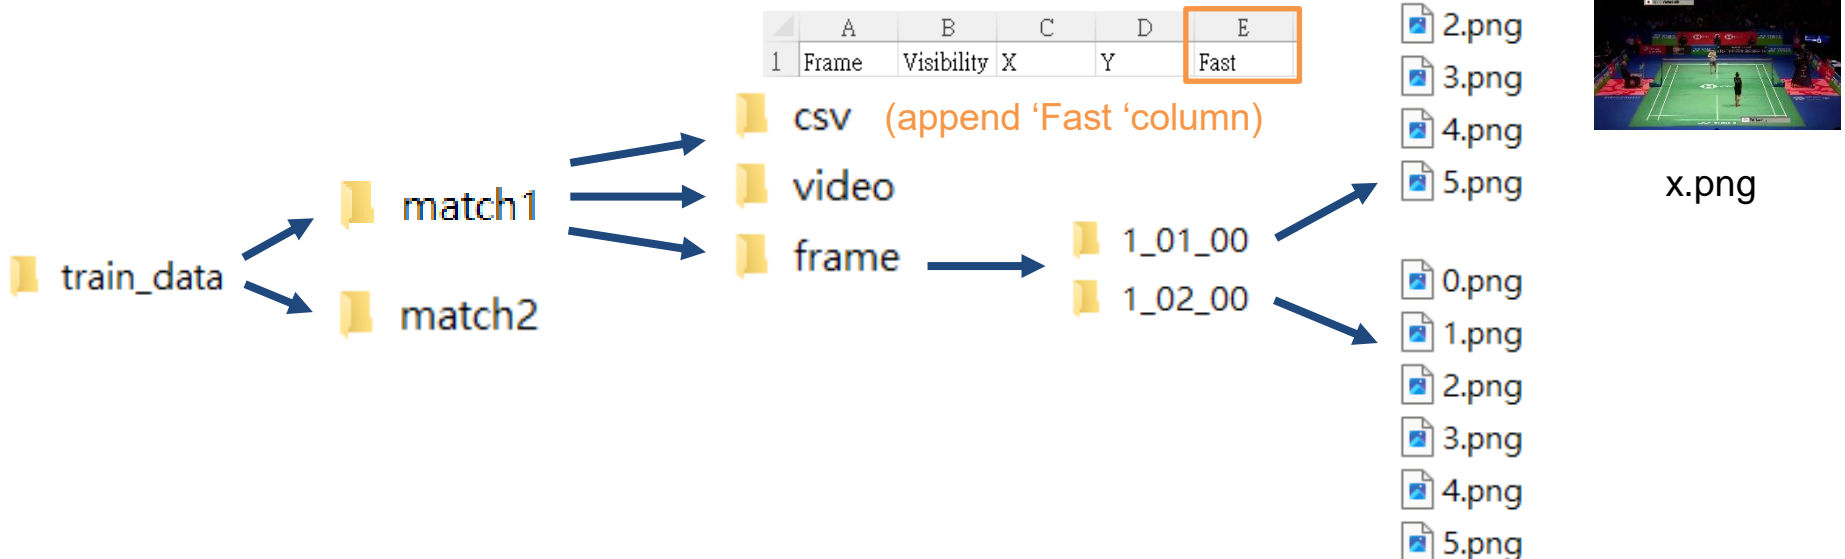 A B C D E
1 Frame Visibility X Y Fast
csv (append ‘Fast ‘column)
video
frame
train_data
match1
match2
1_01_00
1_02_00
2.png
3.png
4.png
5.png
0.png
1.png
2.png
3.png
4.png
5.png
x.png